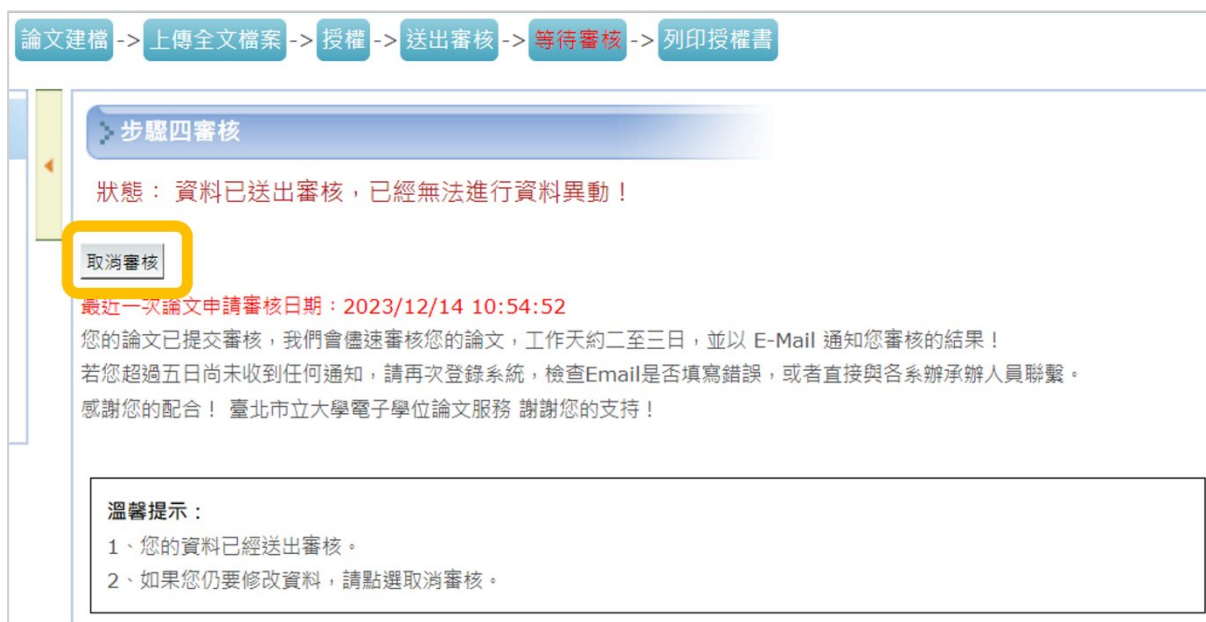 論文建檔 -> 上傳全文檔案 -> 授權 -> 送出審核 -> 等待審核 -> 列印授權書
步驟四審核
狀態： 資料已送出審核，已經無法進行資料異動！
取消審核
最近一次論文申請審核日期：2023/12/14 10:54:52
您的論文已提交審核，我們會儘速審核您的論文，工作天約二至三日，並以 E-Mail 通知您審核的結果！
若您超過五日尚未收到任何通知，請再次登錄系統，檢查Email是否填寫錯誤，或者直接與各系辦承辦人員聯繫。
感謝您的配合！ 臺北市立大學電子學位論文服務 謝謝您的支持！
溫馨提示：
1、您的資料已經送出審核。
2、如果您仍要修改資料，請點選取消審核。